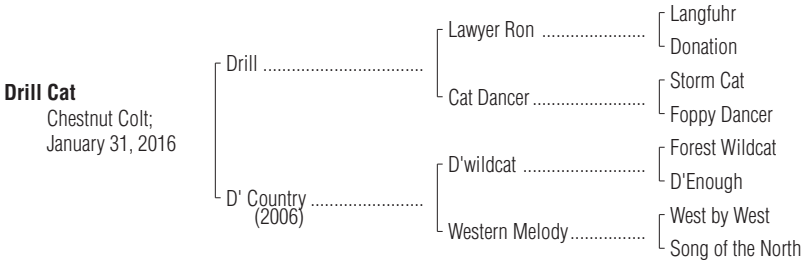 Drill Cat
Chestnut Colt;
January 31, 2016
Drill ................................
Lawyer Ron ......................
Langfuhr
Donation
Cat Dancer.......................
Storm Cat
Foppy Dancer
D' Country .......................
(2006)
D'wildcat .........................
Forest Wildcat
D'Enough
Western Melody...............
West by West
Song of the North